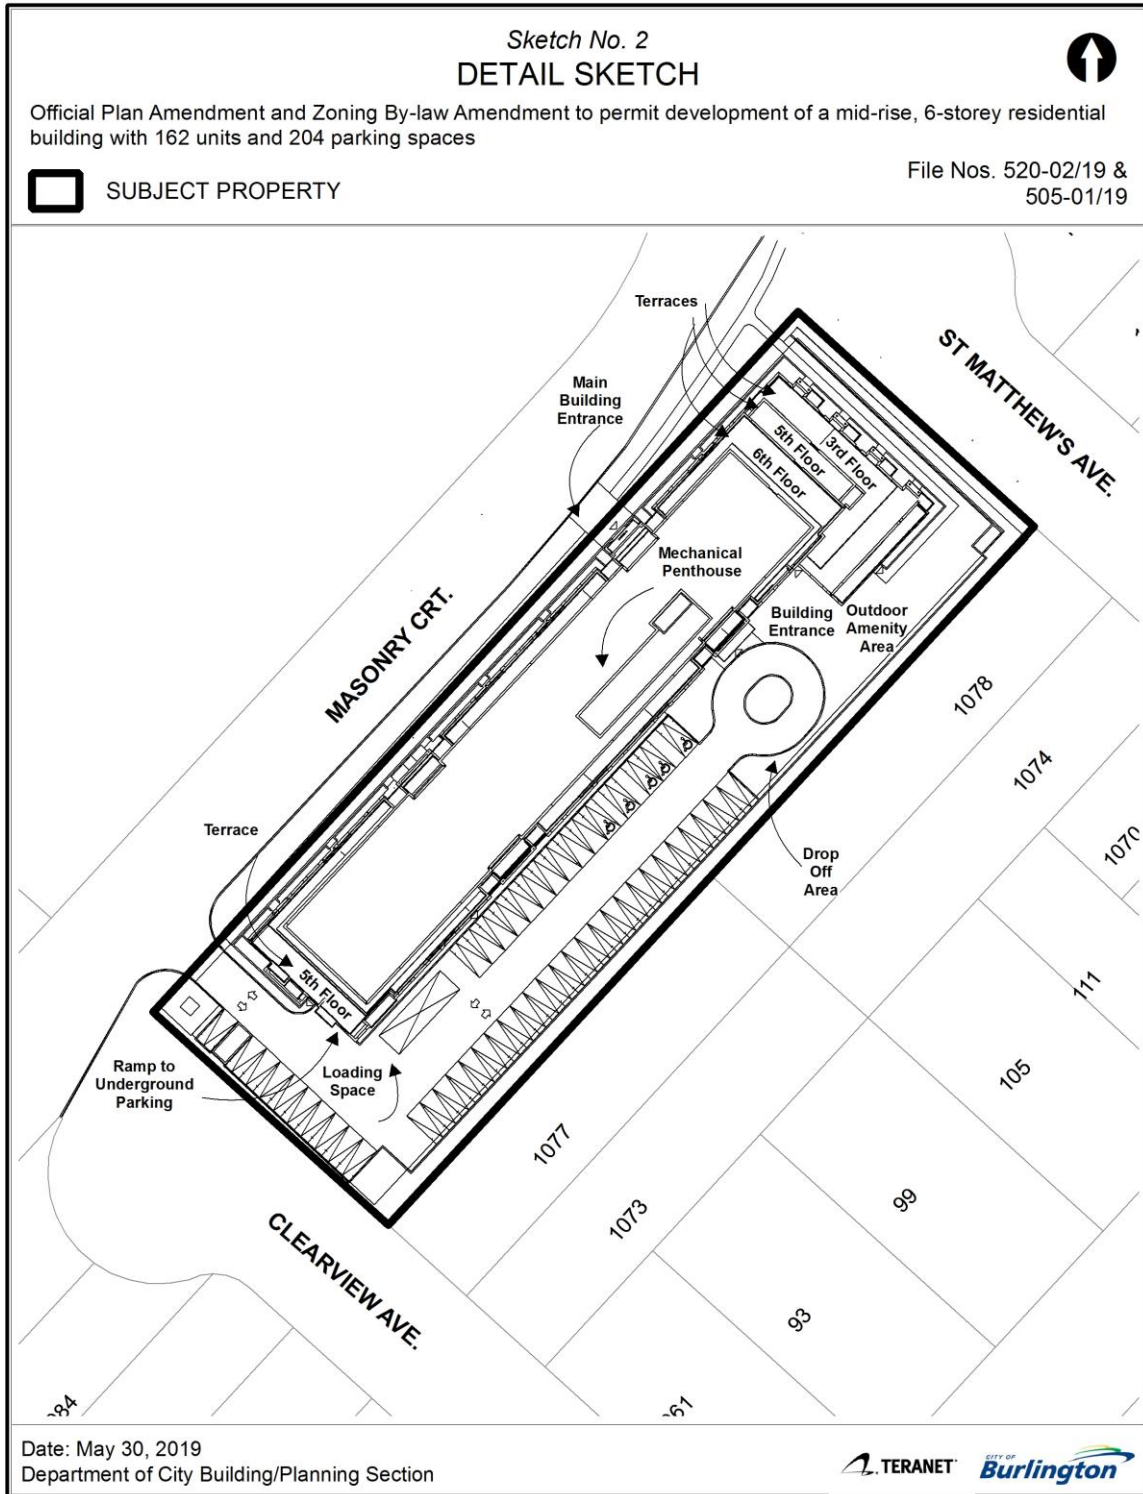 Sketch No. 2
DETAIL SKETCH
Official Plan Amendment and Zoning By-law Amendment to permit development of a mid-rise, 6-storey residential
building with 162 units and 204 parking spaces
SUBJECT PROPERTY
File Nos. 520-02/19 &
505-01/19
Terraces
ST MATTHEW'S AVE.
Main
Building
Entrance
5th Floor
3rd Floor
6th Floor
Mechanical
Penthouse
MASONRY CRT.
Building
Entrance
Outdoor
Amenity
Area
1078
1074
1070
Terrace
Drop
Off
Area
5th Floor
111
Ramp to
Underground
Parking
Loading
Space
105
1077
1073
99
CLEARVIEW AVE.
93
Date: May 30, 2019
Department of City Building/Planning Section
TERANET
CITY OF
Burlington